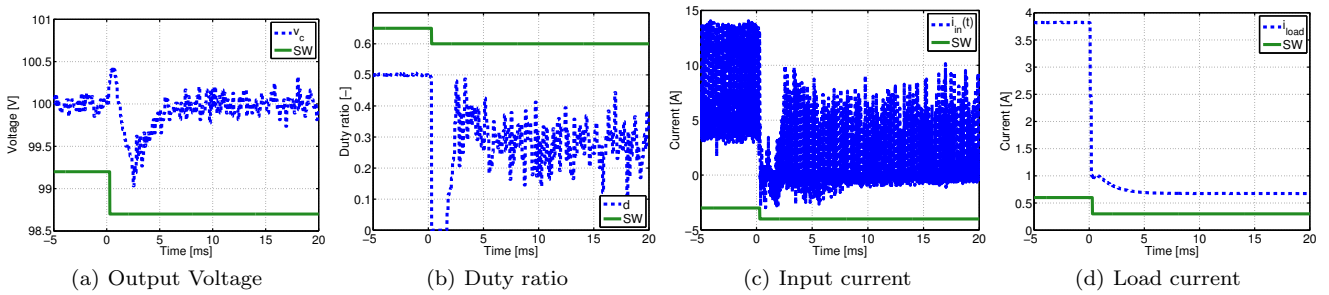 101
100.5
100
99.5
99
98.5
−5
0
5
10
15
20
Voltage [V]
Time [ms]
v_c
SW
(a) Output Voltage
0.6
0.5
0.4
0.3
0.2
0.1
0
−5
0
5
10
15
20
Duty ratio [−]
Time [ms]
d
SW
(b) Duty ratio
15
10
5
0
−5
−5
0
5
10
15
20
Current [A]
Time [ms]
i_in(t)
SW
(c) Input current
4
3.5
3
2.5
2
1.5
1
0.5
0
−5
0
5
10
15
20
Current [A]
Time [ms]
i_load
SW
(d) Load current